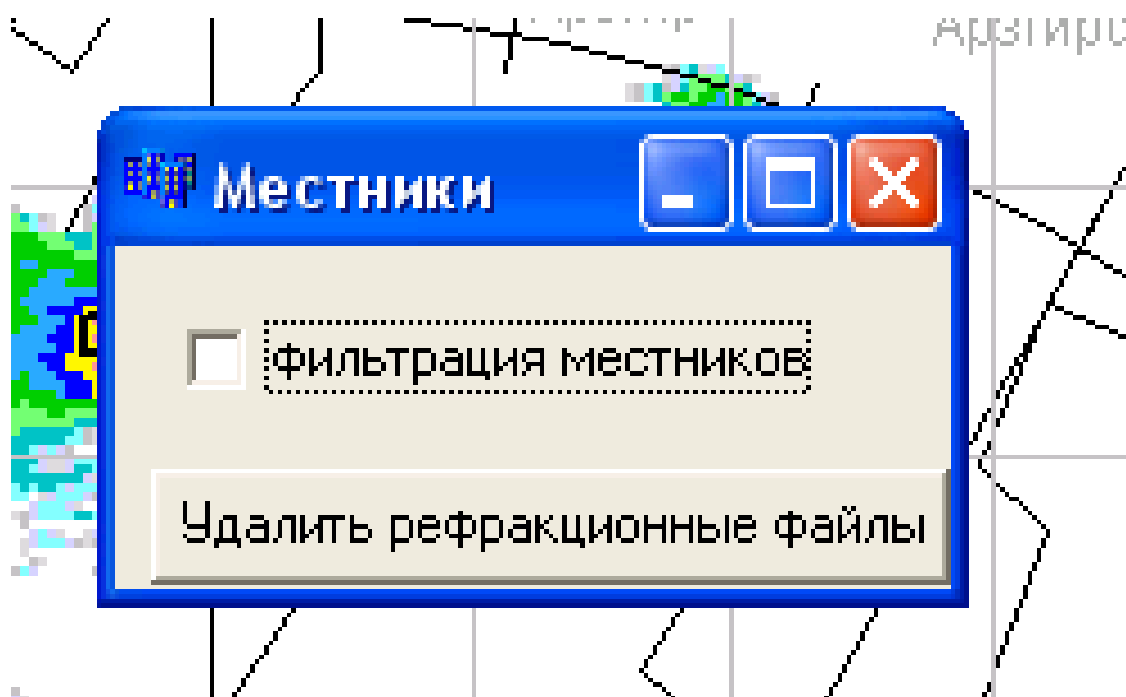 Местники
Фильтрация местников
Удалить рефракционные файлы